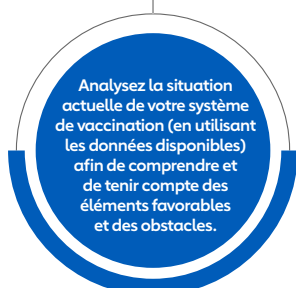 Analysez la situation
actuelle de votre système
de vaccination (en utilisant
les données disponibles)
afin de comprendre et
de tenir compte des
éléments favorables
et des obstacles.